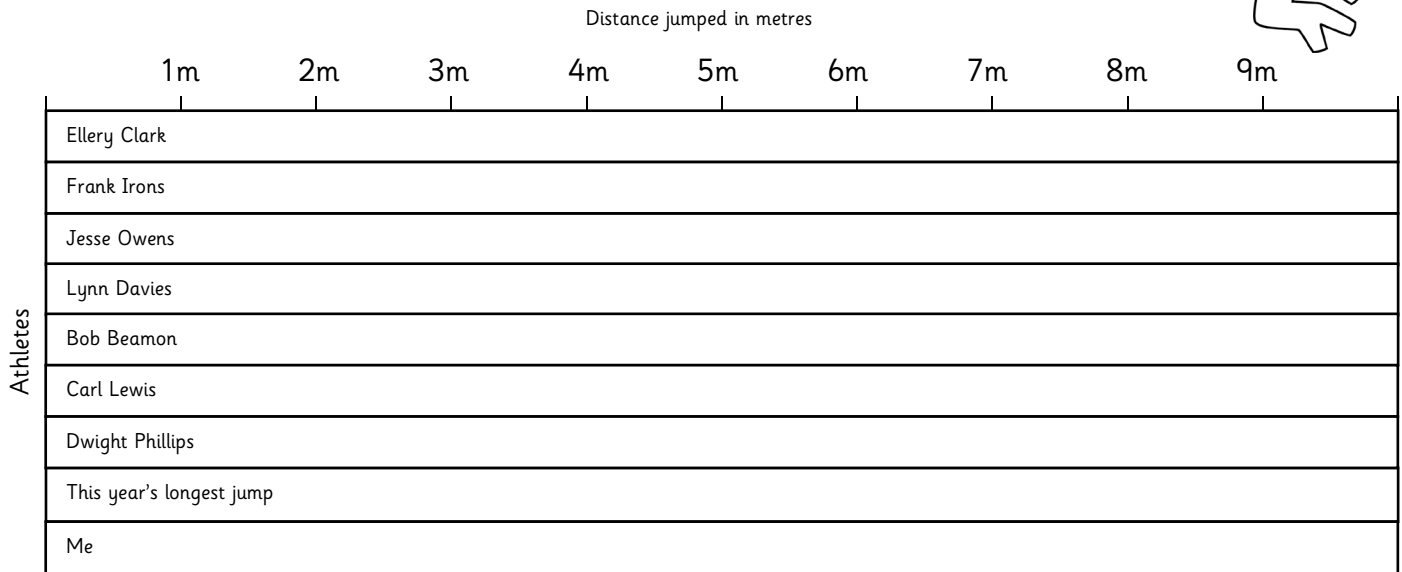 Distance jumped in metres
1m 2m 3m 4m 5m 6m 7m 8m 9m
Athletes
Ellery Clark
Frank Irons
Jesse Owens
Lynn Davies
Bob Beamon
Carl Lewis
Dwight Phillips
This year's longest jump
Me